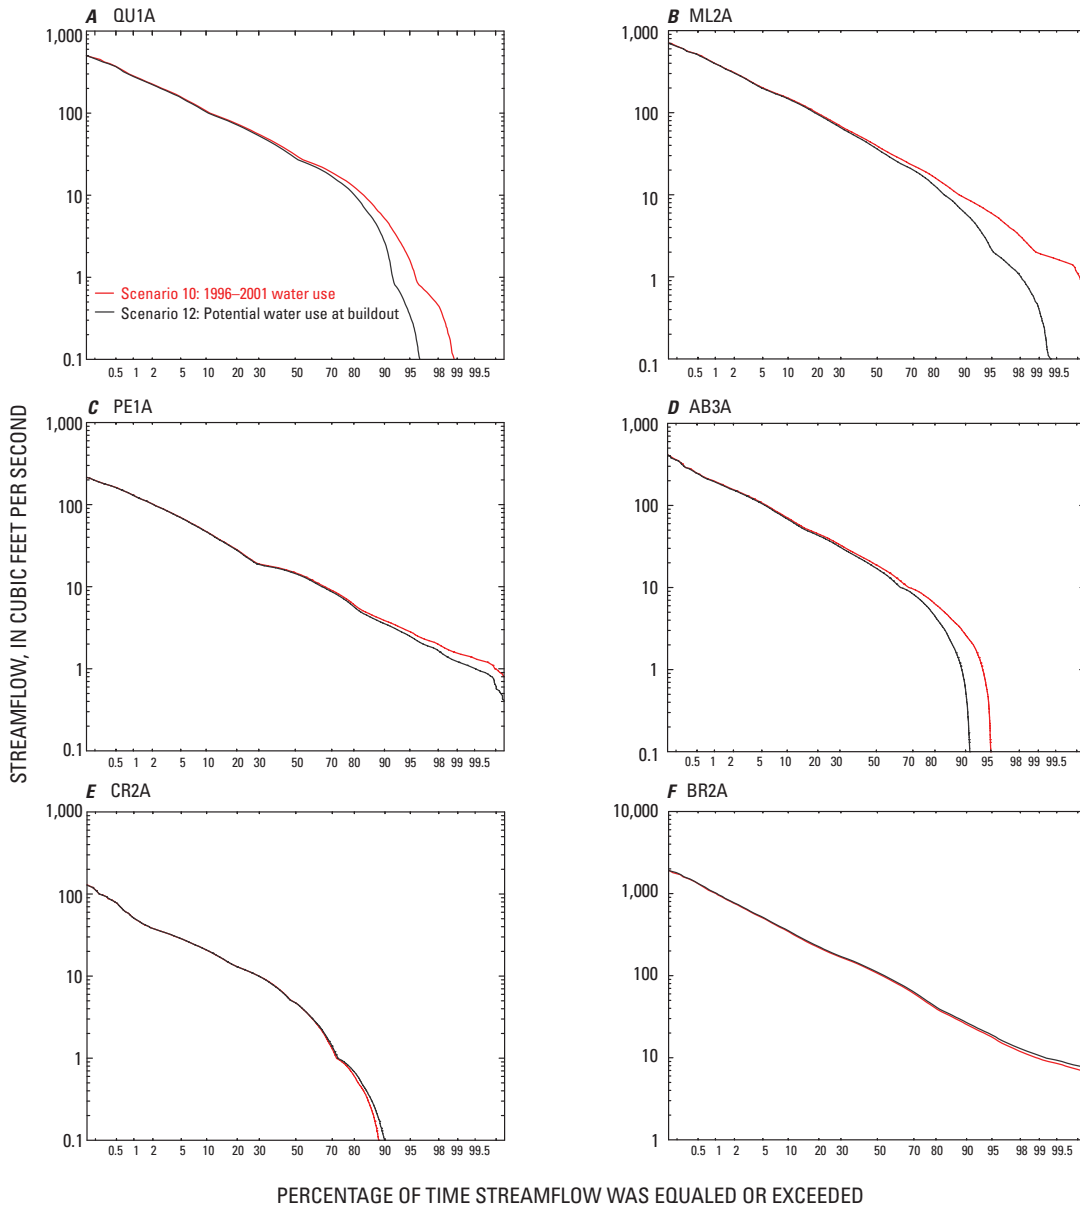 A QU1A
1,000
100
10
1
0.1
Scenario 10: 1996–2001 water use
Scenario 12: Potential water use at buildout
0.5 1 2 5 10 20 30 50 70 80 90 95 98 99 99.5
B ML2A
1,000
100
10
1
0.1
0.5 1 2 5 10 20 30 50 70 80 90 95 98 99 99.5
C PE1A
1,000
100
10
1
0.1
0.5 1 2 5 10 20 30 50 70 80 90 95 98 99 99.5
D AB3A
1,000
100
10
1
0.1
0.5 1 2 5 10 20 30 50 70 80 90 95 98 99 99.5
E CR2A
1,000
100
10
1
0.1
0.5 1 2 5 10 20 30 50 70 80 90 95 98 99 99.5
F BR2A
10,000
1,000
100
10
1
0.5 1 2 5 10 20 30 50 70 80 90 95 98 99 99.5
STREAMFLOW, IN CUBIC FEET PER SECOND
PERCENTAGE OF TIME STREAMFLOW WAS EQUALED OR EXCEEDED